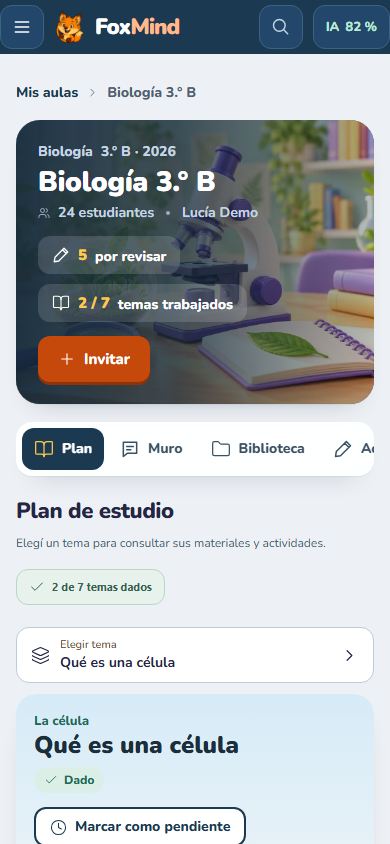 FoxMind
IA 82 %
Mis aulas > Biología 3.° B
Biología 3.° B · 2026
Biología 3.° B
24 estudiantes • Lucía Demo
5 por revisar
2 / 7 temas trabajados
+ Invitar
Plan Muro Biblioteca
Plan de estudio
Elegí un tema para consultar sus materiales y actividades.
2 de 7 temas dados
Elegir tema
Qué es una célula
La célula
Qué es una célula
Dado
Marcar como pendiente